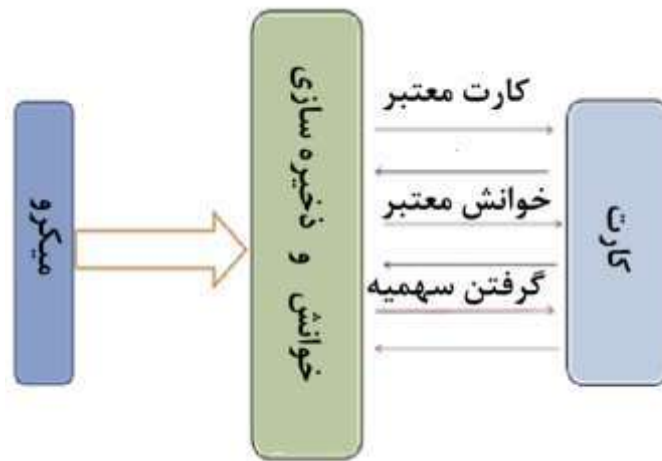 کارت معتبر
خوانش معتبر
گرفتن سهمیه
کارت
خوانش و ذخیره سازی
میکرو